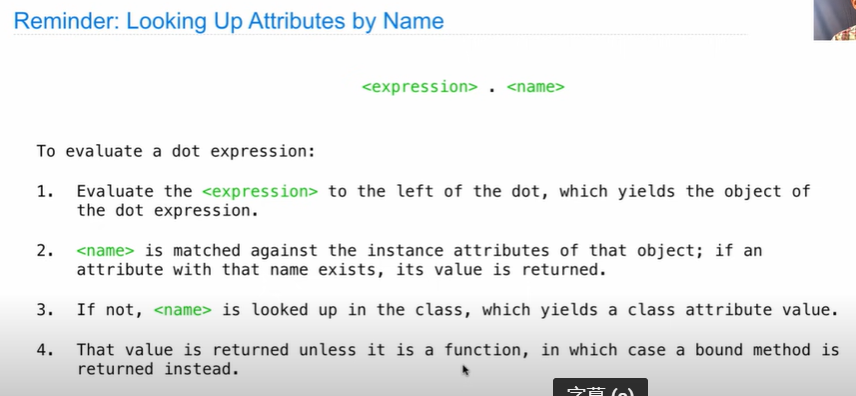 Reminder: Looking Up Attributes by Name
<expression> . <name>
To evaluate a dot expression:
1. Evaluate the <expression> to the left of the dot, which yields the object of
the dot expression.
2. <name> is matched against the instance attributes of that object; if an
attribute with that name exists, its value is returned.
3. If not, <name> is looked up in the class, which yields a class attribute value.
4. That value is returned unless it is a function, in which case a bound method is
returned instead.
字幕 (c)